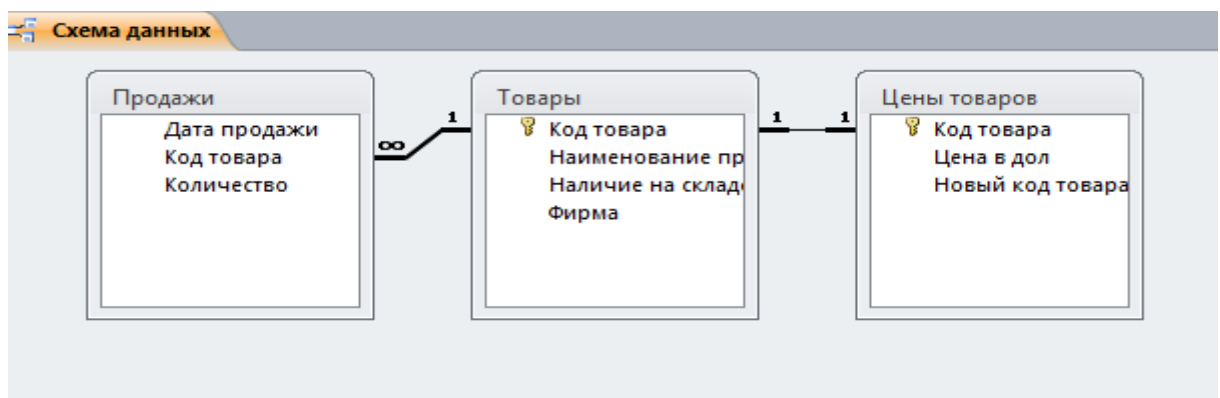 Схема данных
Продажи
Дата продажи
Код товара
Количество
∞
1
Товары
Код товара
Наименование пр
Наличие на склад
Фирма
1
1
Цены товаров
Код товара
Цена в дол
Новый код товара